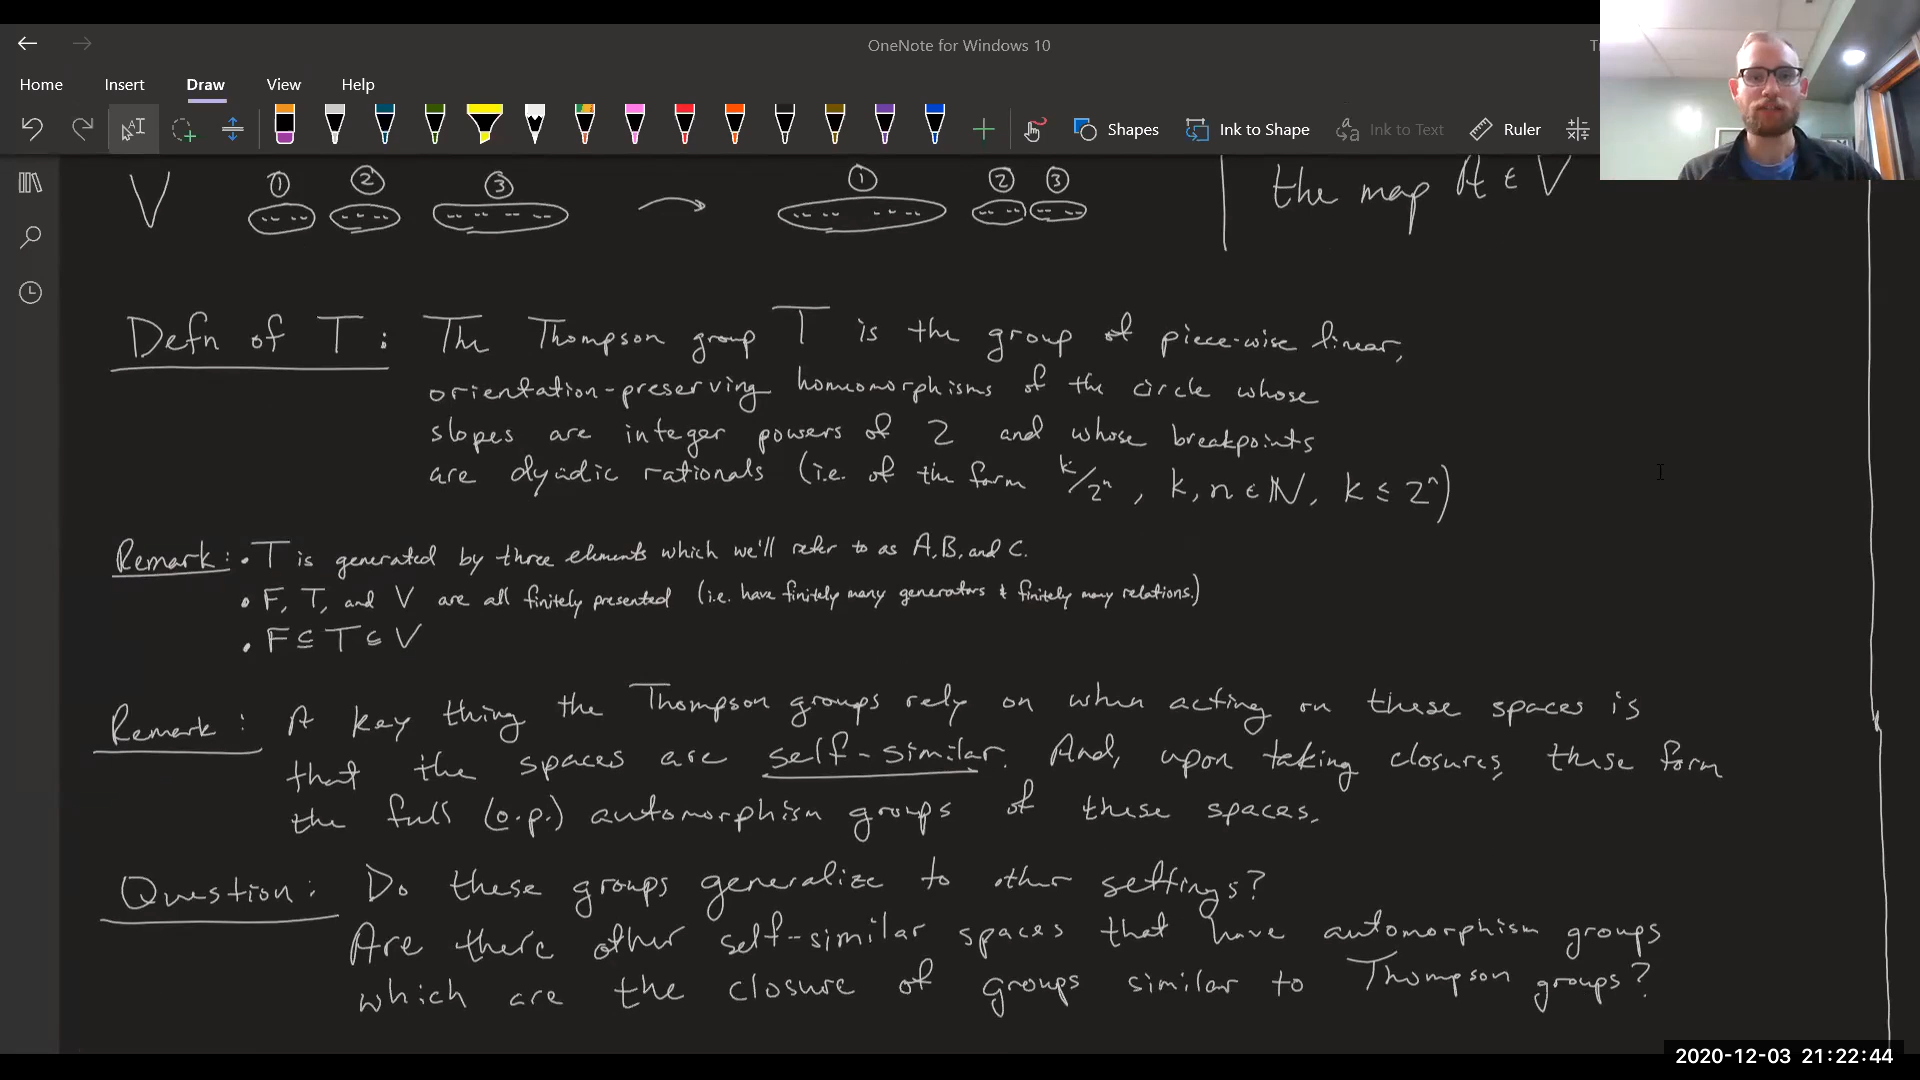 OneNote for Windows 10
Home Insert Draw View Help
Shapes Ink to Shape Ink to Text Ruler
V ① ② ③ ① ② ③ the map A ∈ V
Defn of T: The Thompson group T is the group of piece-wise linear,
orientation-preserving homeomorphisms of the circle whose
slopes are integer powers of 2 and whose breakpoints
are dyadic rationals (i.e. of the form k/2ⁿ, k, n ∈ ℕ, k ≤ 2ⁿ)
Remark: • T is generated by three elements which we'll refer to as A, B, and C.
• F, T, and V are all finitely presented (i.e. have finitely many generators & finitely many relations.)
• F ⊆ T ⊆ V
Remark: A key thing the Thompson groups rely on when acting on these spaces is
that the spaces are self-similar. And, upon taking closures, these form
the full (o.p.) automorphism groups of these spaces.
Question: Do these groups generalize to other settings?
Are there other self-similar spaces that have automorphism groups
which are the closure of groups similar to Thompson groups?
2020-12-03 21:22:44